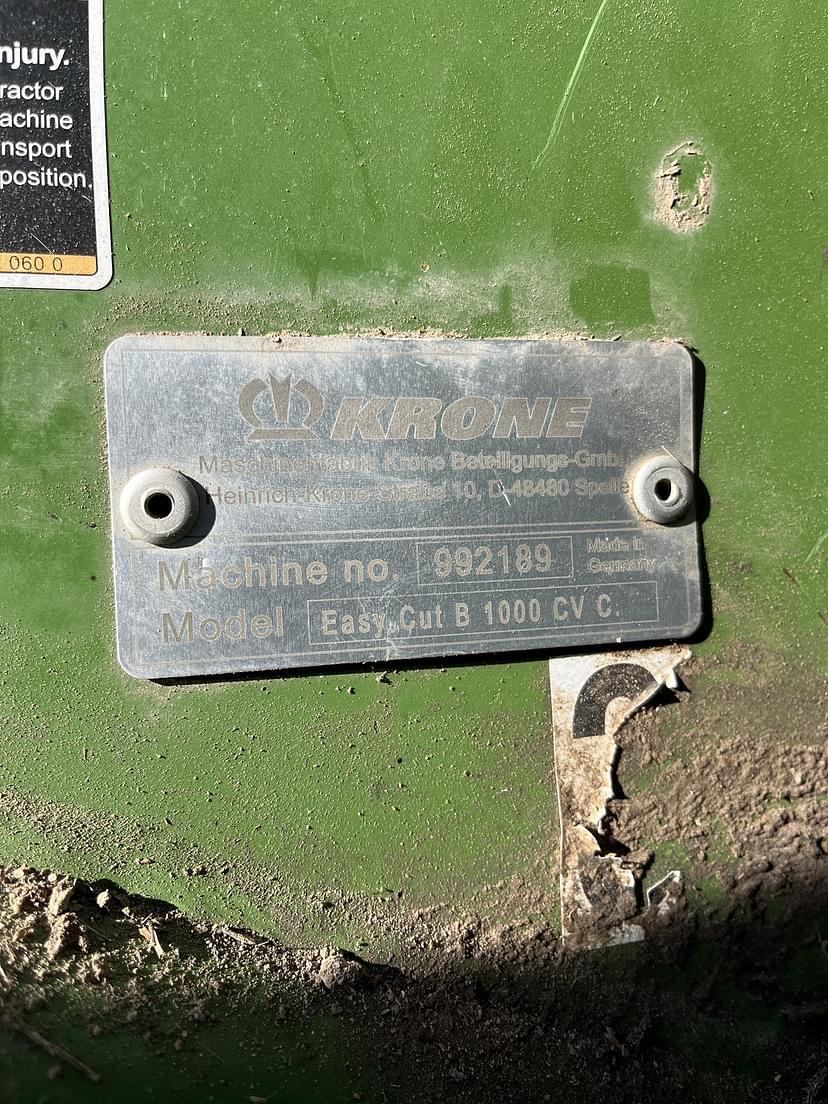 njury.
ractor
achine
nsport
position.
060 0
KRONE
Maschinenfabrik Krone Beteiligungs-GmbH
Heinrich-Krone-Straße 10, D-48480 Spelle
Machine no. 992189 Made in Germany
Model Easy Cut B 1000 CV C.